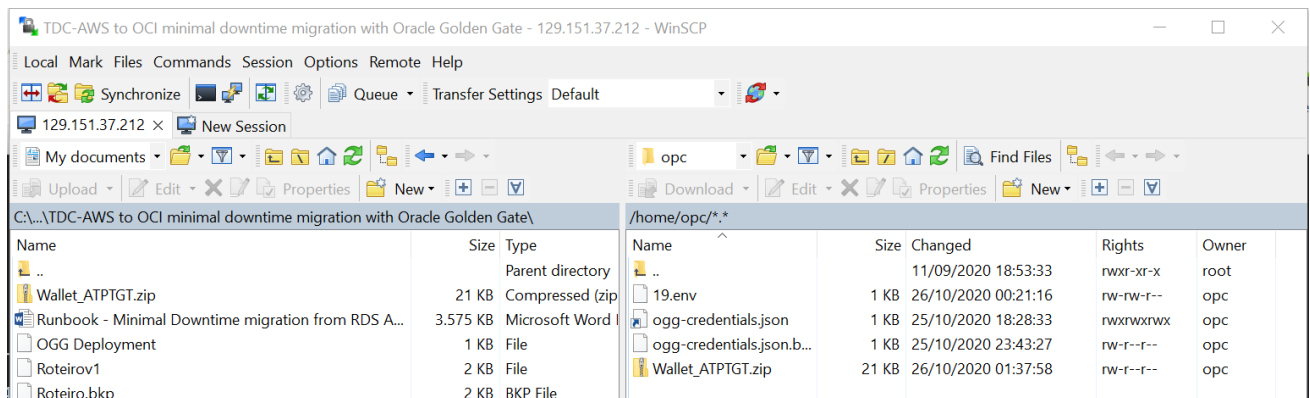 TDC-AWS to OCI minimal downtime migration with Oracle Golden Gate - 129.151.37.212 - WinSCP
Local Mark Files Commands Session Options Remote Help
Synchronize Queue Transfer Settings Default
129.151.37.212 × New Session
My documents opc Find Files
Upload Edit Properties New Download Edit Properties New
C:\...\TDC-AWS to OCI minimal downtime migration with Oracle Golden Gate\ /home/opc/*.*
Name Size Type Name Size Changed Rights Owner
.. Parent directory .. 11/09/2020 18:53:33 rwxr-xr-x root
Wallet_ATPTGT.zip 21 KB Compressed (zip 19.env 1 KB 26/10/2020 00:21:16 rw-rw-r-- opc
Runbook - Minimal Downtime migration from RDS A... 3.575 KB Microsoft Word ogg-credentials.json 1 KB 25/10/2020 18:28:33 rwxrwxrwx opc
OGG Deployment 1 KB File ogg-credentials.json.b... 1 KB 25/10/2020 23:43:27 rw-r--r-- opc
Roteirov1 2 KB File Wallet_ATPTGT.zip 21 KB 26/10/2020 01:37:58 rw-r--r-- opc
Roteiro.bkp 2 KB BKP File